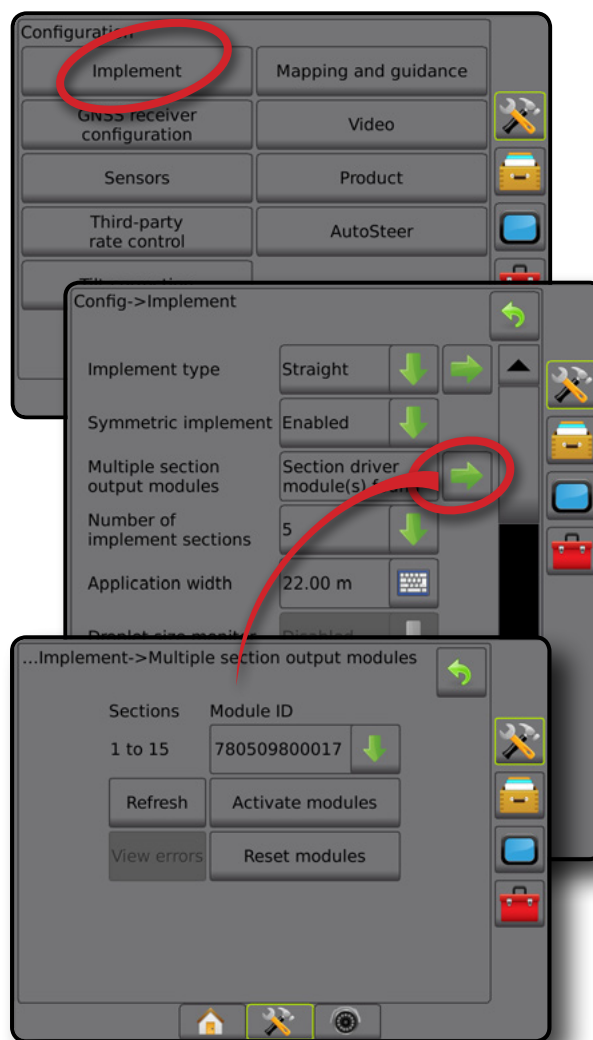 Configuration
Implement
Mapping and guidance
GNSS receiver
configuration
Video
Sensors
Product
Third-party
rate control
AutoSteer
Config->Implement
Implement type
Straight
Symmetric implement
Enabled
Multiple section
output modules
Section driver
module(s)
Number of
implement sections
5
Application width
22.00 m
...Implement->Multiple section output modules
Sections
Module ID
1 to 15
780509800017
Refresh
Activate modules
View errors
Reset modules